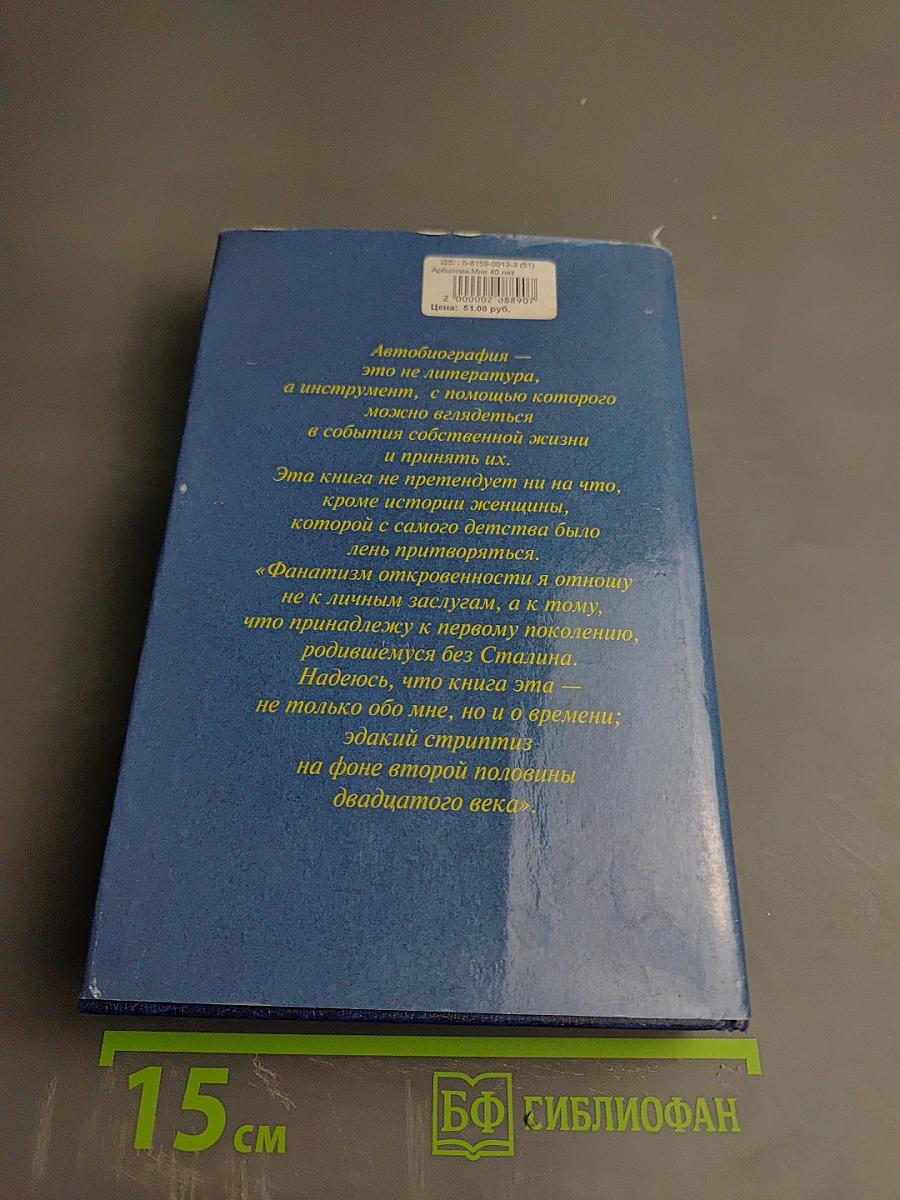 ISBN 5-8159-0013-3 (51)
Арбатова Мне 40 лет
2 000002 088907
Цена: 51.00 руб.
Автобиография —
это не литература,
а инструмент, с помощью которого
можно вглядеться
в события собственной жизни
и принять их.
Эта книга не претендует ни на что,
кроме истории женщины,
которой с самого детства было
лень притворяться.
«Фанатизм откровенности я отношу
не к личным заслугам, а к тому,
что принадлежу к первому поколению,
родившемуся без Сталина.
Надеюсь, что книга эта —
не только обо мне, но и о времени;
эдакий стриптиз
на фоне второй половины
двадцатого века».
15 см
БФ БИБЛИОФАН